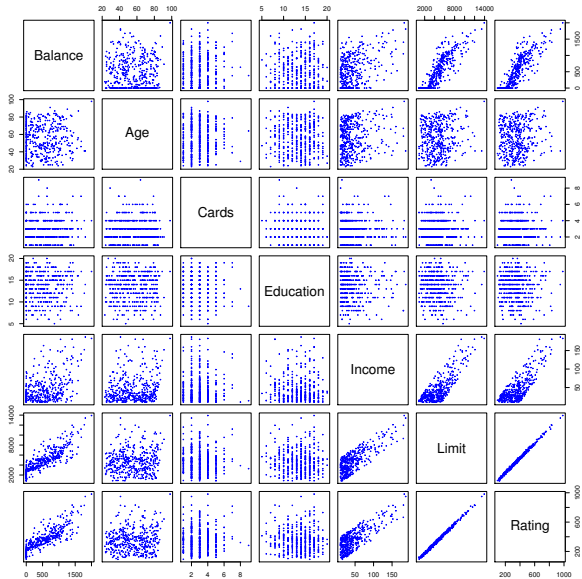 20 40 60 80 100 5 10 15 20 2000 8000 14000
Balance 0 500 1500
20 40 60 80 100 Age
Cards 2 4 6 8
5 10 15 20 Education
Income 50 100 150
2000 8000 14000 Limit
Rating 200 600 1000
0 500 1500 2 4 6 8 50 100 150 200 600 1000